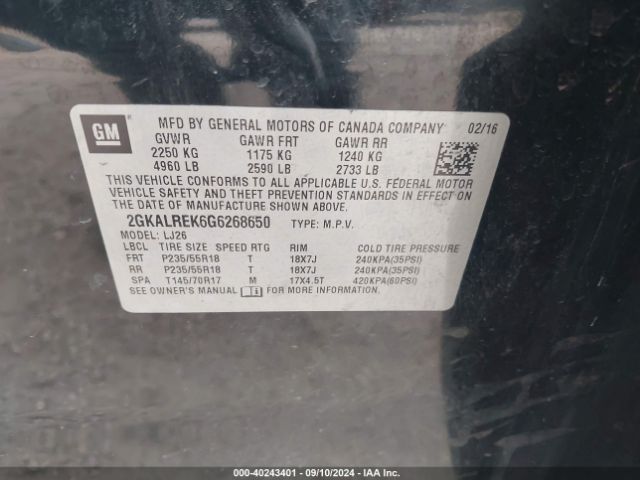 GM
MFD BY GENERAL MOTORS OF CANADA COMPANY 02/16
GVWR GAWR FRT GAWR RR
2250 KG 1175 KG 1240 KG
4960 LB 2590 LB 2733 LB
THIS VEHICLE CONFORMS TO ALL APPLICABLE U.S. FEDERAL MOTOR
VEHICLE SAFETY AND THEFT PREVENTION STANDARDS IN EFFECT ON
THE DATE OF MANUFACTURE SHOWN ABOVE.
2GKALREK6G6268650 TYPE: M.P.V.
MODEL: LJ26
LBCL TIRE SIZE SPEED RTG RIM COLD TIRE PRESSURE
FRT P235/55R18 T 18X7J 240KPA(35PSI)
RR P235/55R18 T 18X7J 240KPA(35PSI)
SPA T145/70R17 M 17X4.5T 420KPA(60PSI)
SEE OWNER'S MANUAL FOR MORE INFORMATION.
000-40243401 - 09/10/2024 - IAAI.COM